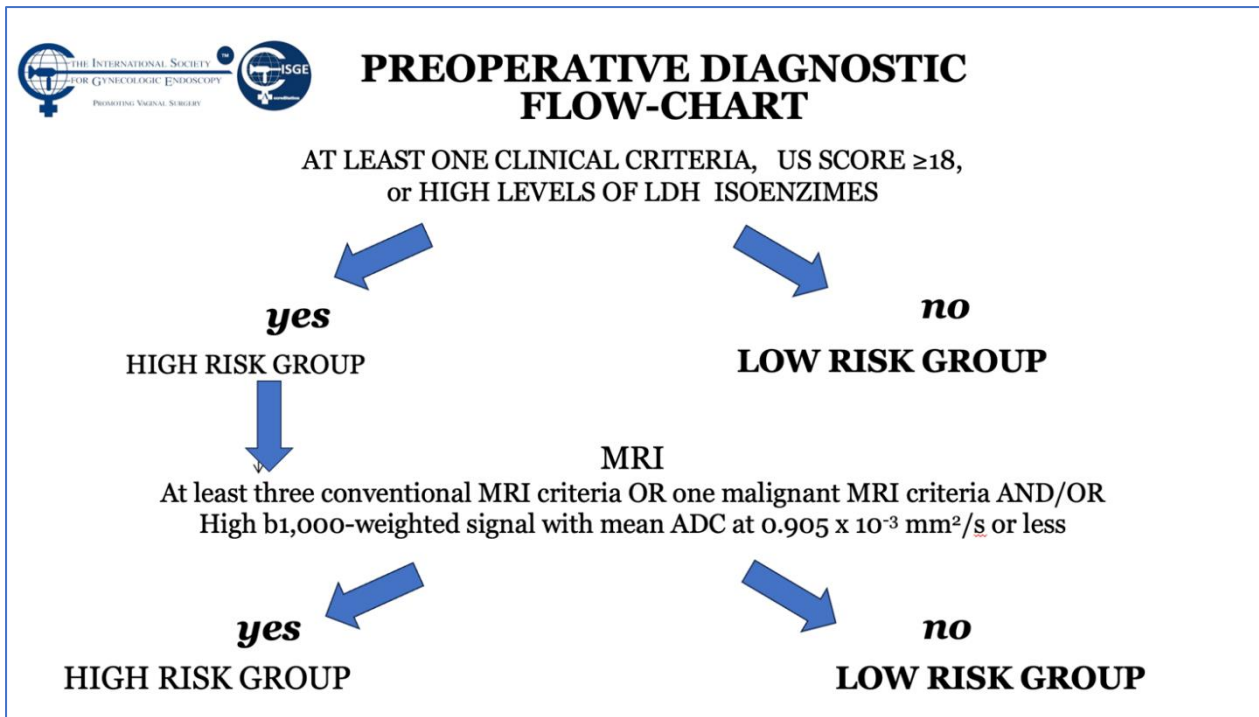 THE INTERNATIONAL SOCIETY
FOR GYNECOLOGIC ENDOSCOPY
PROMOTING VAGINAL SURGERY
TM
ISGE
accreditation
PREOPERATIVE DIAGNOSTIC
FLOW-CHART
AT LEAST ONE CLINICAL CRITERIA, US SCORE ≥18,
or HIGH LEVELS OF LDH ISOENZIMES
yes
no
HIGH RISK GROUP
LOW RISK GROUP
MRI
At least three conventional MRI criteria OR one malignant MRI criteria AND/OR
High b1,000-weighted signal with mean ADC at 0.905 x 10⁻³ mm²/s or less
yes
no
HIGH RISK GROUP
LOW RISK GROUP